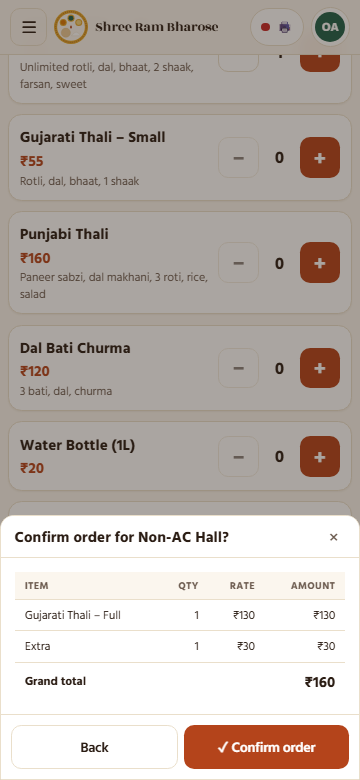 ☰ Shree Ram Bharose OA
Unlimited rotli, dal, bhaat, 2 shaak,
farsan, sweet
Gujarati Thali – Small
₹55
Rotli, dal, bhaat, 1 shaak
− 0 +
Punjabi Thali
₹160
Paneer sabzi, dal makhani, 3 roti, rice,
salad
− 0 +
Dal Bati Churma
₹120
3 bati, dal, churma
− 0 +
Water Bottle (1L)
₹20
− 0 +
Confirm order for Non-AC Hall? ×
ITEM QTY RATE AMOUNT
Gujarati Thali – Full 1 ₹130 ₹130
Extra 1 ₹30 ₹30
Grand total ₹160
Back ✓ Confirm order